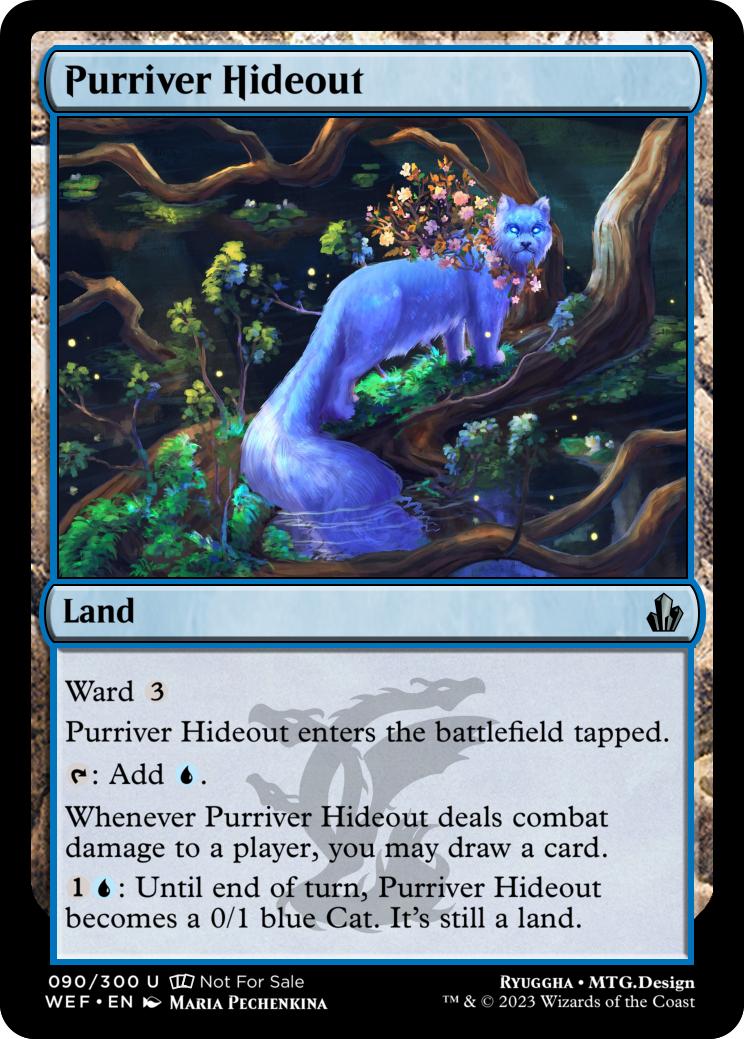 Purriver Hideout
Land
Ward 3
Purriver Hideout enters the battlefield tapped.
: Add .
Whenever Purriver Hideout deals combat
damage to a player, you may draw a card.
1 : Until end of turn, Purriver Hideout
becomes a 0/1 blue Cat. It's still a land.
090/300 U Not For Sale
Ryuggha • MTG.Design
WEF • EN Maria Pechenkina
™ & © 2023 Wizards of the Coast